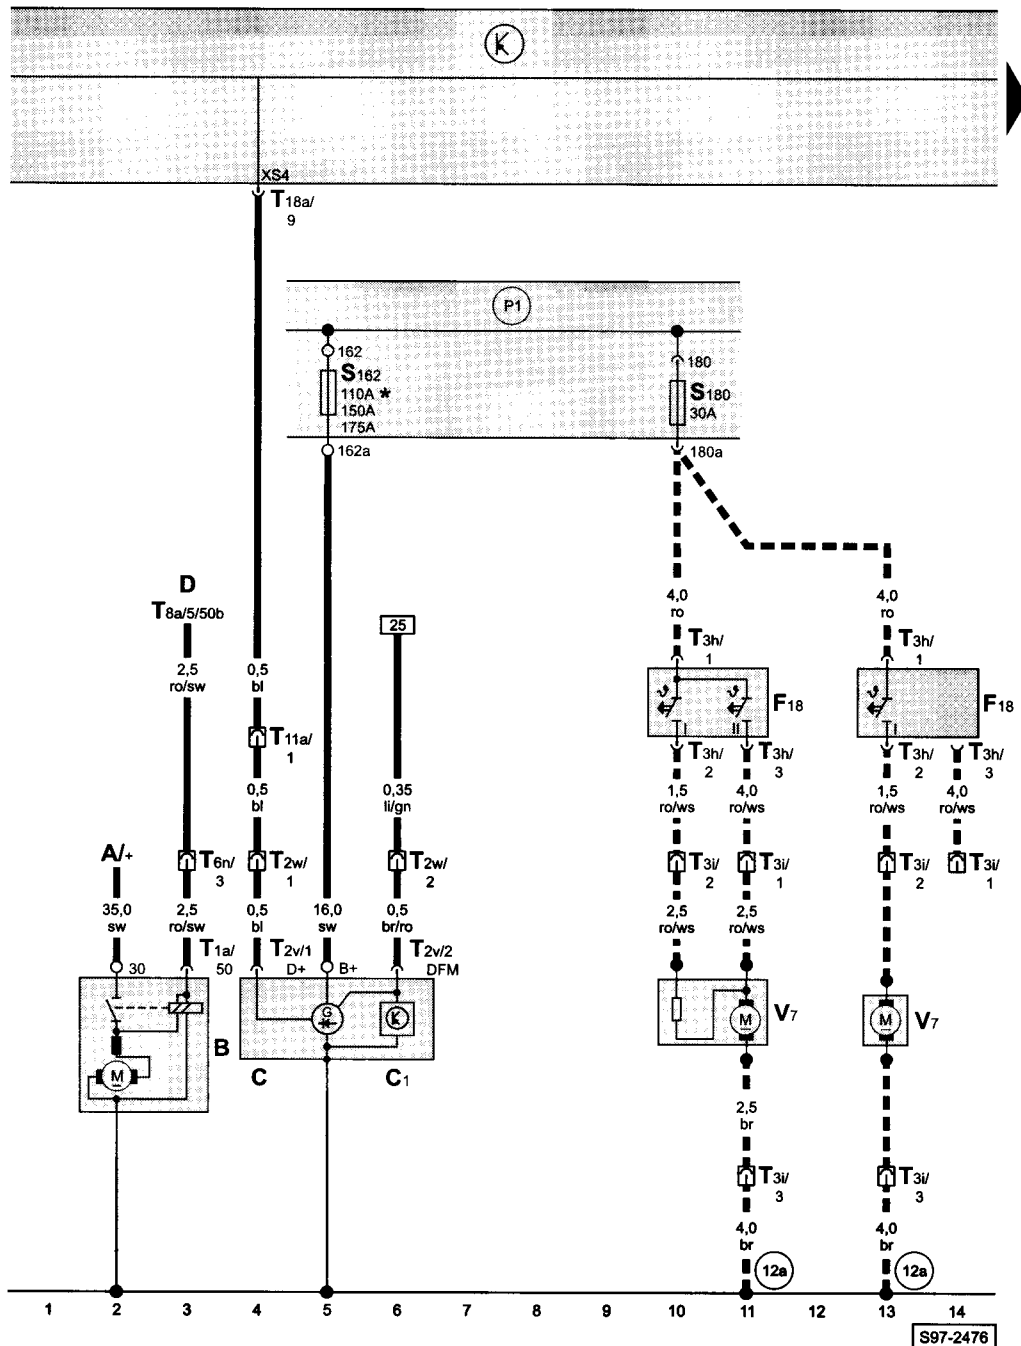 K
XS4
T18a/
9
P1
162
S162
110A *
150A
175A
162a
180
S180
30A
180a
D
T8a/5/50b
2,5
ro/sw
0,5
bl
25
4,0
ro
4,0
ro
T3h/
1
T3h/
1
F18
F18
I
II
I
T11a/
1
T3h/
2
T3h/
3
T3h/
2
T3h/
3
0,5
bl
0,35
li/gn
1,5
ro/ws
4,0
ro/ws
1,5
ro/ws
4,0
ro/ws
A/+
T6n/
3
T2w/
1
T2w/
2
T3i/
2
T3i/
1
T3i/
2
T3i/
1
35,0
sw
2,5
ro/sw
0,5
bl
16,0
sw
0,5
br/ro
2,5
ro/ws
2,5
ro/ws
30
T1a/
50
T2v/1
D+
B+
T2v/2
DFM
G
K
B
M
C
C1
M
V7
M
V7
2,5
br
T3i/
3
T3i/
3
4,0
br
4,0
br
12a
12a
1 2 3 4 5 6 7 8 9 10 11 12 13 14
S97-2476